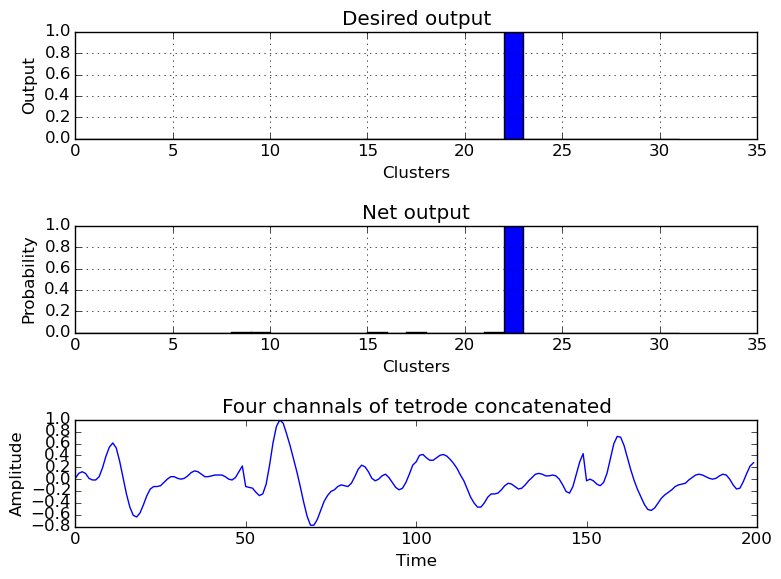 Desired output
1.0
0.8
0.6
0.4
0.2
0.0
Output
0 5 10 15 20 25 30 35
Clusters
Net output
1.0
0.8
0.6
0.4
0.2
0.0
Probability
0 5 10 15 20 25 30 35
Clusters
Four channals of tetrode concatenated
1.0
0.8
0.6
0.4
0.2
0.0
−0.2
−0.4
−0.6
−0.8
Amplitude
0 50 100 150 200
Time